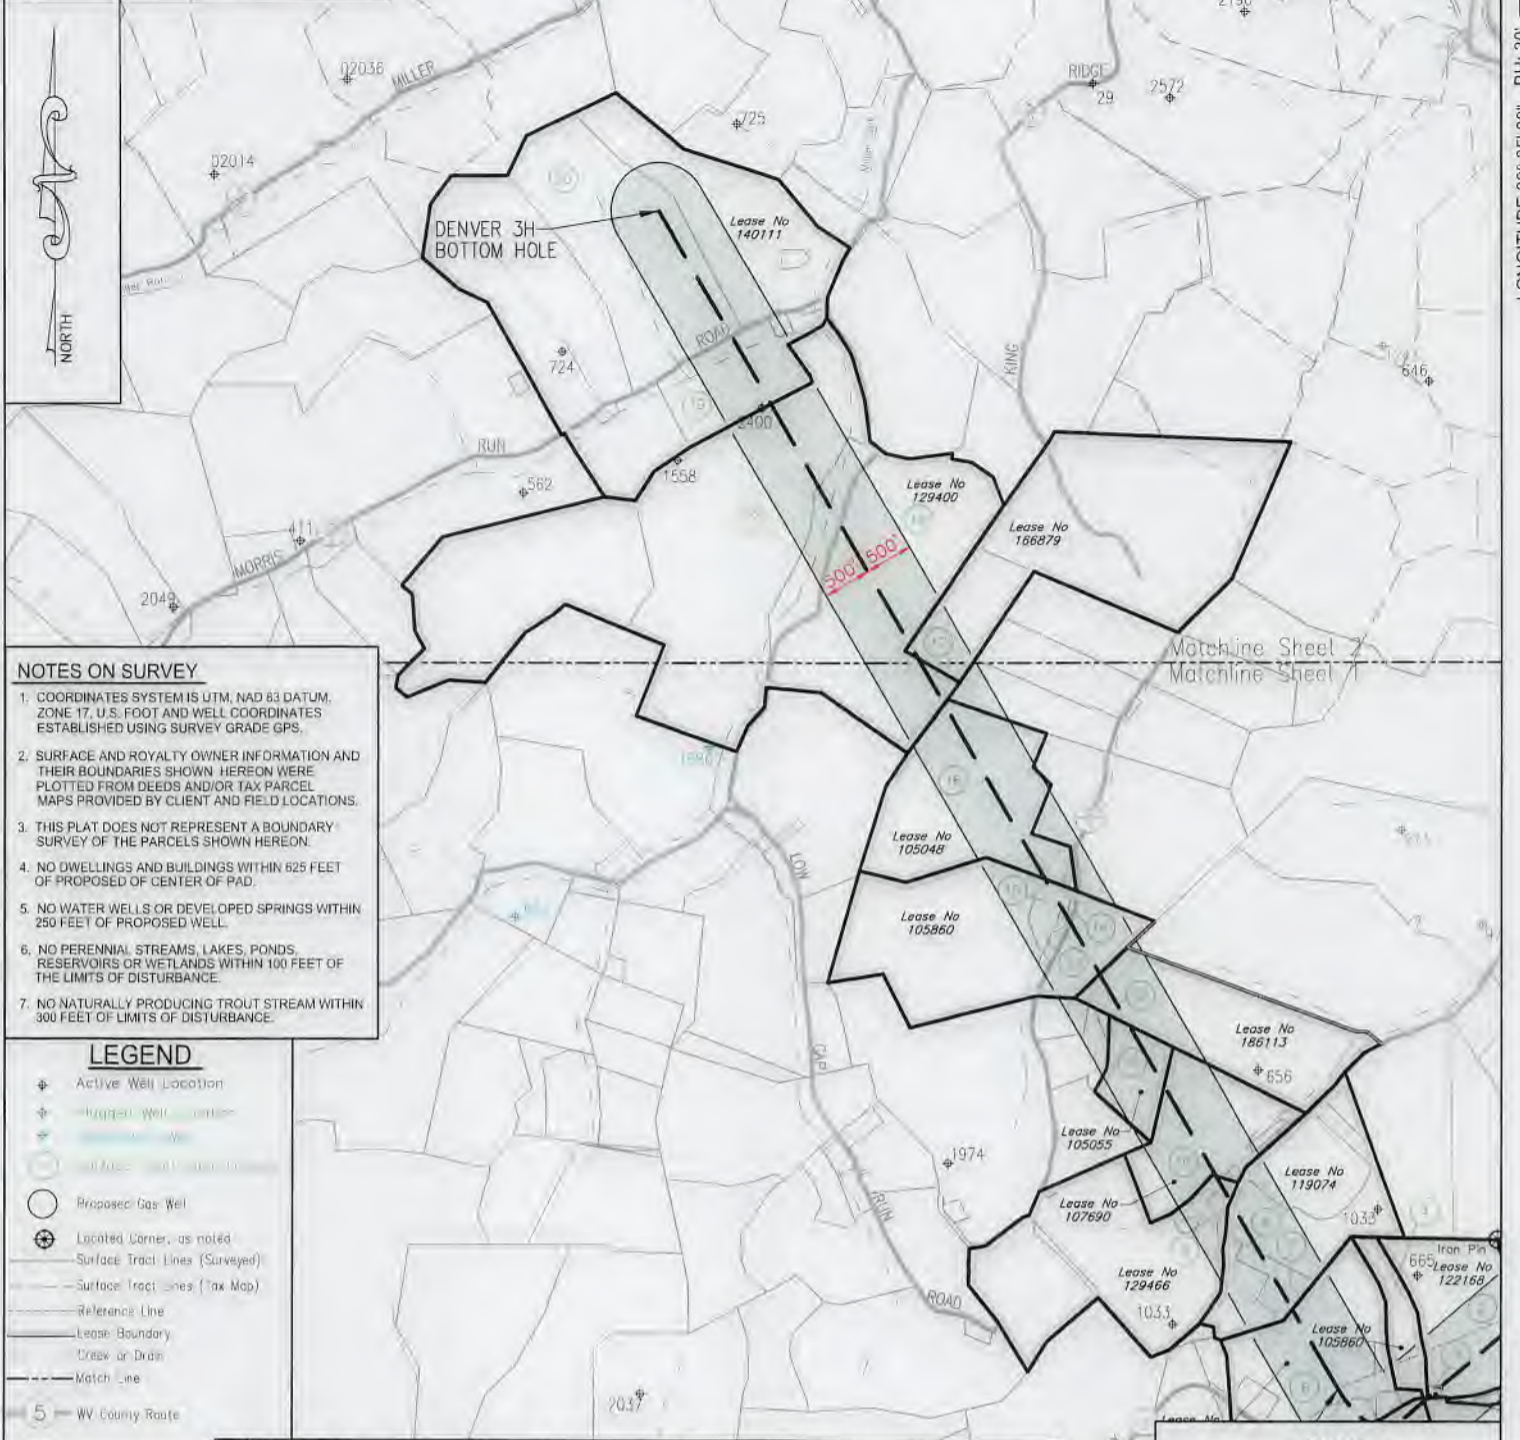 NORTH
02036
MILLER
02014
725
RIDGE
29
2572
DENVER 3H
BOTTOM HOLE
Lease No
140111
724
ROAD
KING
646
2400
RUN
1558
562
411
MORRIS
2049
Lease No
129400
Lease No
166879
500'
500'
Matchline Sheet 2
Matchline Sheet 1
NOTES ON SURVEY
1. COORDINATES SYSTEM IS UTM, NAD 83 DATUM,
ZONE 17, U.S. FOOT AND WELL COORDINATES
ESTABLISHED USING SURVEY GRADE GPS.
2. SURFACE AND ROYALTY OWNER INFORMATION AND
THEIR BOUNDARIES SHOWN HEREON WERE
PLOTTED FROM DEEDS AND/OR TAX PARCEL
MAPS PROVIDED BY CLIENT AND FIELD LOCATIONS.
3. THIS PLAT DOES NOT REPRESENT A BOUNDARY
SURVEY OF THE PARCELS SHOWN HEREON.
4. NO DWELLINGS AND BUILDINGS WITHIN 625 FEET
OF PROPOSED OF CENTER OF PAD.
5. NO WATER WELLS OR DEVELOPED SPRINGS WITHIN
250 FEET OF PROPOSED WELL.
6. NO PERENNIAL STREAMS, LAKES, PONDS,
RESERVOIRS OR WETLANDS WITHIN 100 FEET OF
THE LIMITS OF DISTURBANCE.
7. NO NATURALLY PRODUCING TROUT STREAM WITHIN
300 FEET OF LIMITS OF DISTURBANCE.
LOW
GAP
RUN
ROAD
Lease No
105048
Lease No
105860
Lease No
186113
656
Lease No
105055
1974
Lease No
107690
Lease No
119074
1033
Lease No
129466
1033
Iron Pin
665
Lease No
122168
Lease No
105860
2037
Lease No
LEGEND
Active Well Location
Plugged Well Location
Proposed Gas Well
Located Corner, as noted
Surface Tract Lines (Surveyed)
Surface Tract Lines (Tax Map)
Reference Line
Lease Boundary
Creek or Drain
Match Line
5 WV County Route